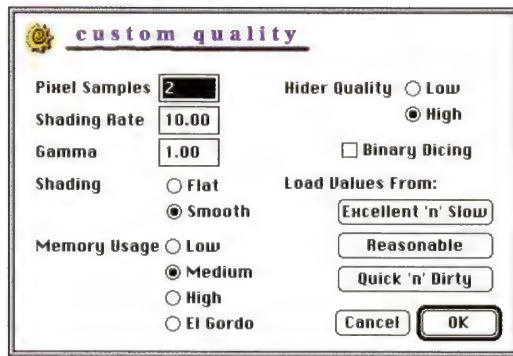 custom quality
Pixel Samples 2
Shading Rate 10.00
Gamma 1.00
Shading Flat
Smooth
Memory Usage Low
Medium
High
El Gordo
Hider Quality Low
High
Binary Dicing
Load Values From:
Excellent 'n' Slow
Reasonable
Quick 'n' Dirty
Cancel OK